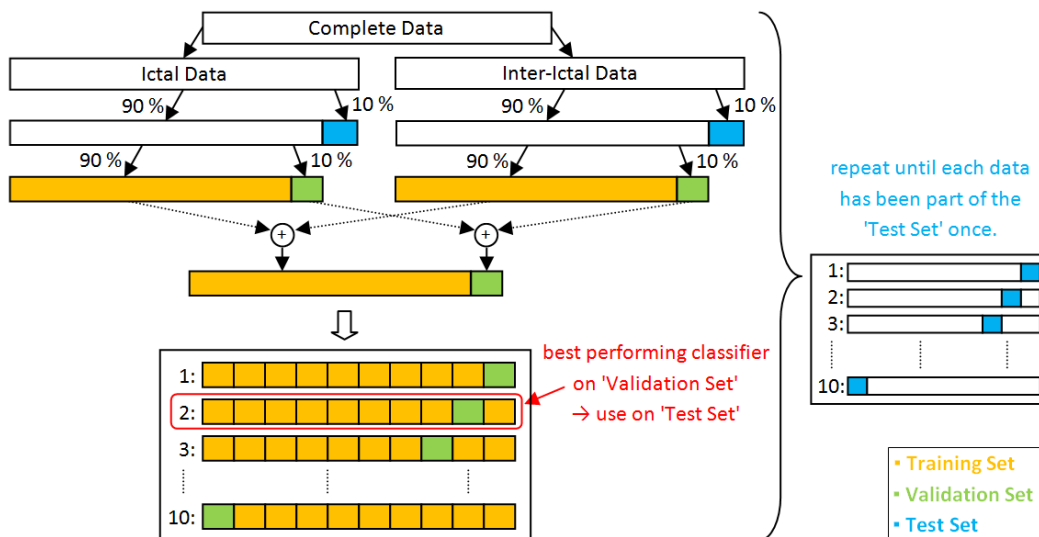 Complete Data
Ictal Data
Inter-Ictal Data
90 %
10 %
90 %
10 %
90 %
10 %
90 %
10 %
+
+
1:
2:
3:
10:
best performing classifier
on 'Validation Set'
→ use on 'Test Set'
repeat until each data
has been part of the
'Test Set' once.
1:
2:
3:
10:
▪ Training Set
▪ Validation Set
▪ Test Set